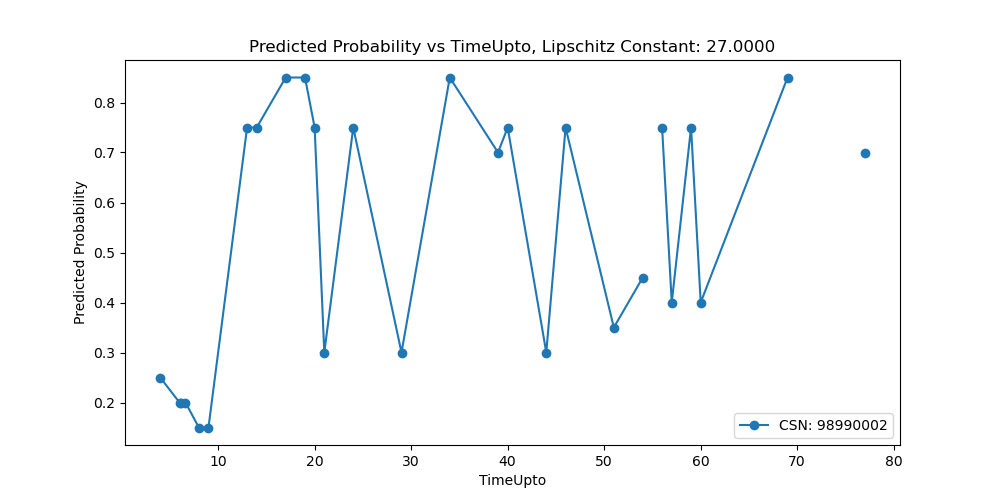 Predicted Probability vs TimeUpto, Lipschitz Constant: 27.0000
Predicted Probability
0.8
0.7
0.6
0.5
0.4
0.3
0.2
CSN: 98990002
10 20 30 40 50 60 70 80
TimeUpto